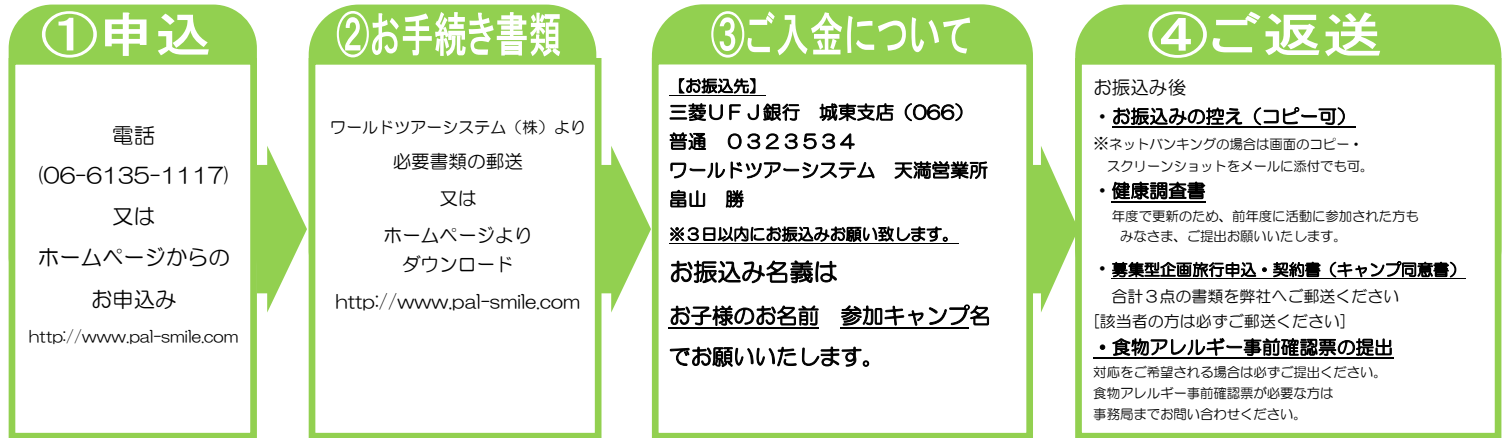 ①申込
電話
(06-6135-1117)
又は
ホームページからの
お申込み
http://www.pal-smile.com
②お手続き書類
ワールドツアーシステム（株）より
必要書類の郵送
又は
ホームページより
ダウンロード
http://www.pal-smile.com
③ご入金について
【お振込先】
三菱ＵＦＪ銀行　城東支店（066）
普通　０３２３５３４
ワールドツアーシステム　天満営業所
畠山　勝
※３日以内にお振込みお願い致します。
お振込み名義は
お子様のお名前　参加キャンプ名
でお願いいたします。
④ご返送
お振込み後
・お振込みの控え（コピー可）
※ネットバンキングの場合は画面のコピー・
スクリーンショットをメールに添付でも可。
・健康調査書
年度で更新のため、前年度に活動に参加された方も
みなさま、ご提出お願いいたします。
・募集型企画旅行申込・契約書（キャンプ同意書）
合計３点の書類を弊社へご郵送ください
[該当者の方は必ずご郵送ください]
・食物アレルギー事前確認票の提出
対応をご希望される場合は必ずご提出ください。
食物アレルギー事前確認票が必要な方は
事務局までお問い合わせください。